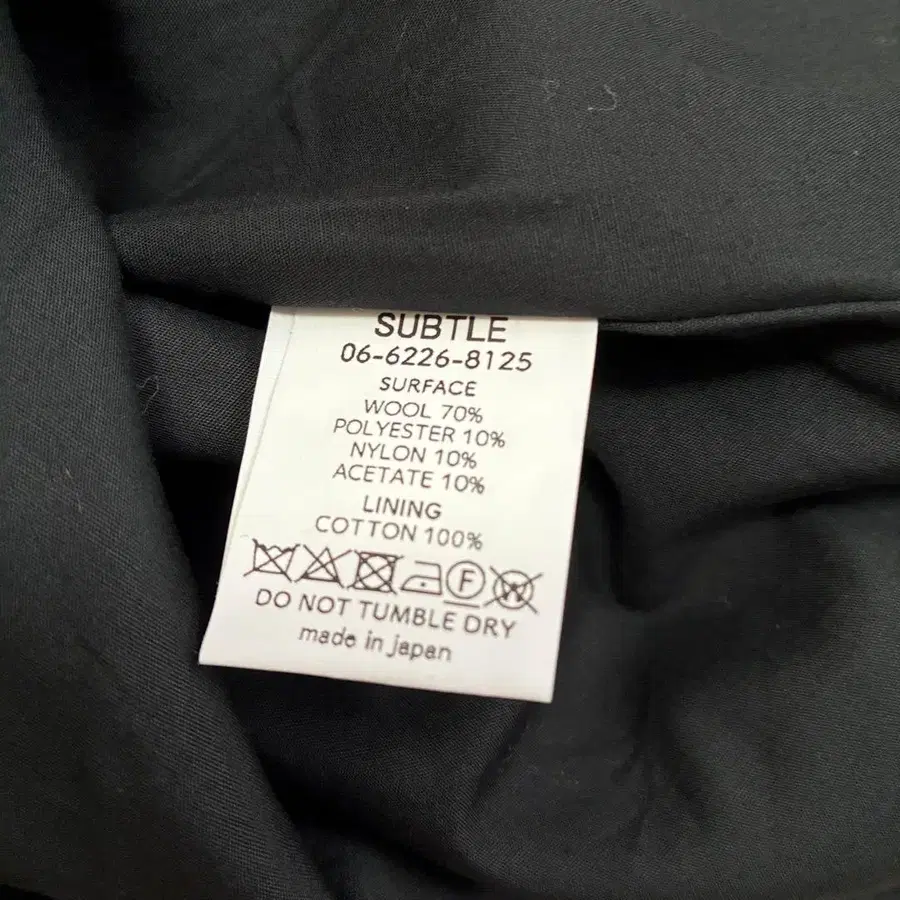 SUBTLE
06-6226-8125
SURFACE
WOOL 70%
POLYESTER 10%
NYLON 10%
ACETATE 10%
LINING
COTTON 100%
F W
DO NOT TUMBLE DRY
made in japan